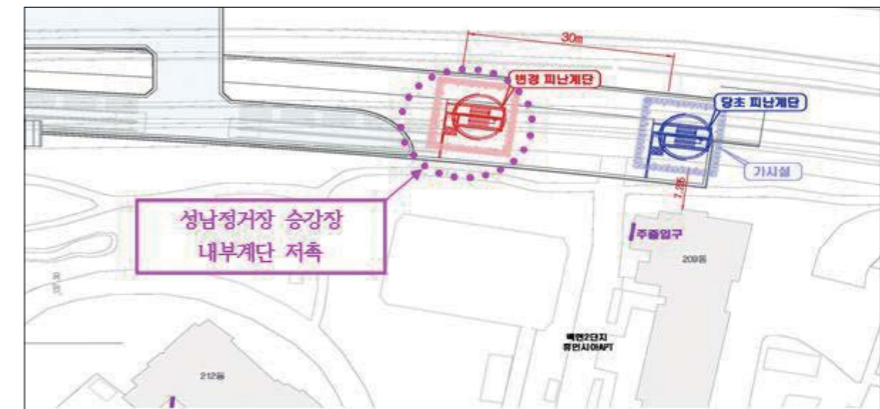 30m
변경 피난계단
당초 피난계단
가시설
성남정거장 승강장
내부계단 저촉
주출입구
209동
백현2단지
휴먼시아APT
212동